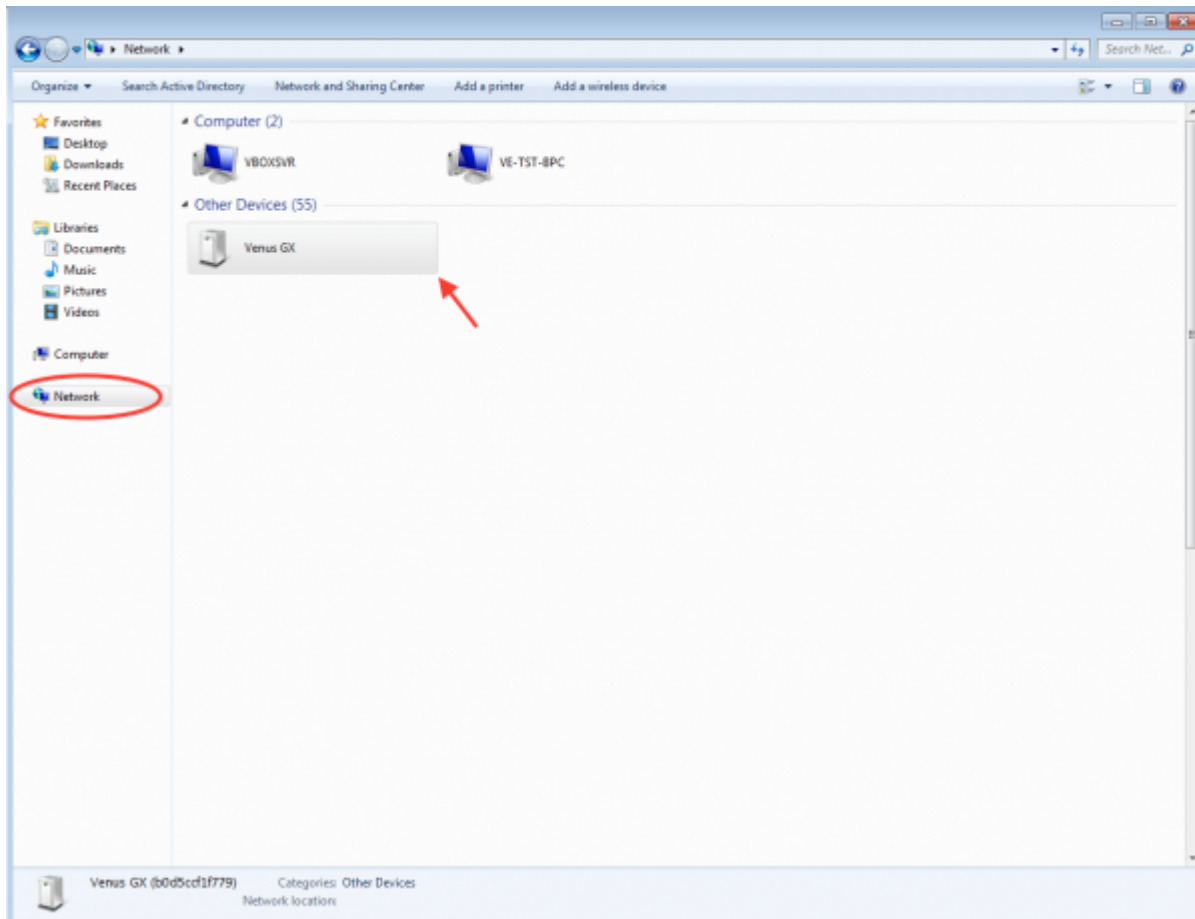 Network
Search Net...
Organize Search Active Directory Network and Sharing Center Add a printer Add a wireless device
Favorites
Desktop
Downloads
Recent Places
Libraries
Documents
Music
Pictures
Videos
Computer
Network
Computer (2)
VBOXSVR VE-TST-BPC
Other Devices (55)
Venus GX
Venus GX (b0d5ccf1f779) Categories: Other Devices
Network location: